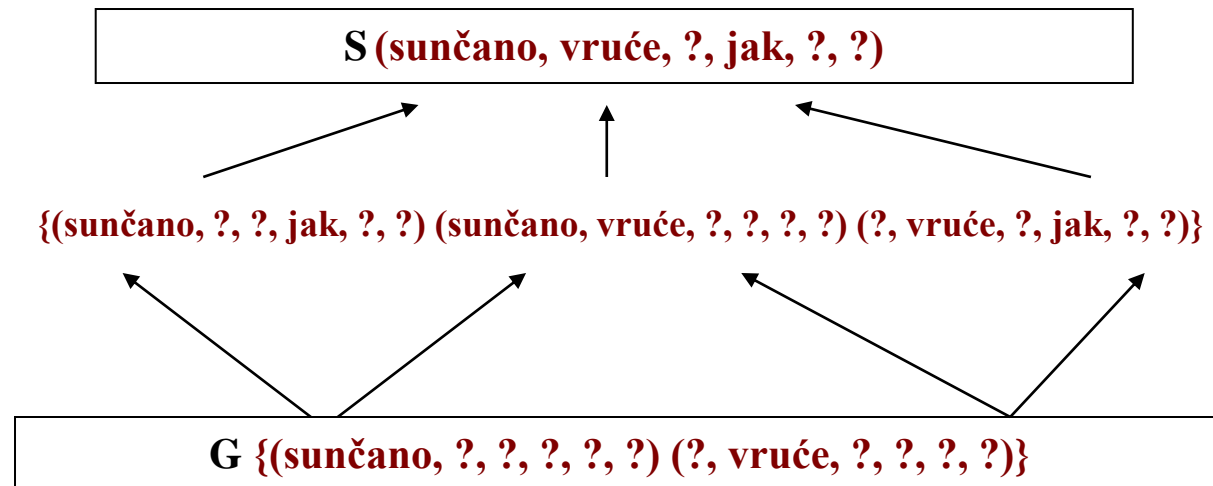 S (sunčano, vruće, ?, jak, ?, ?)
{(sunčano, ?, ?, jak, ?, ?) (sunčano, vruće, ?, ?, ?, ?) (?, vruće, ?, jak, ?, ?)}
G {(sunčano, ?, ?, ?, ?, ?) (?, vruće, ?, ?, ?, ?)}